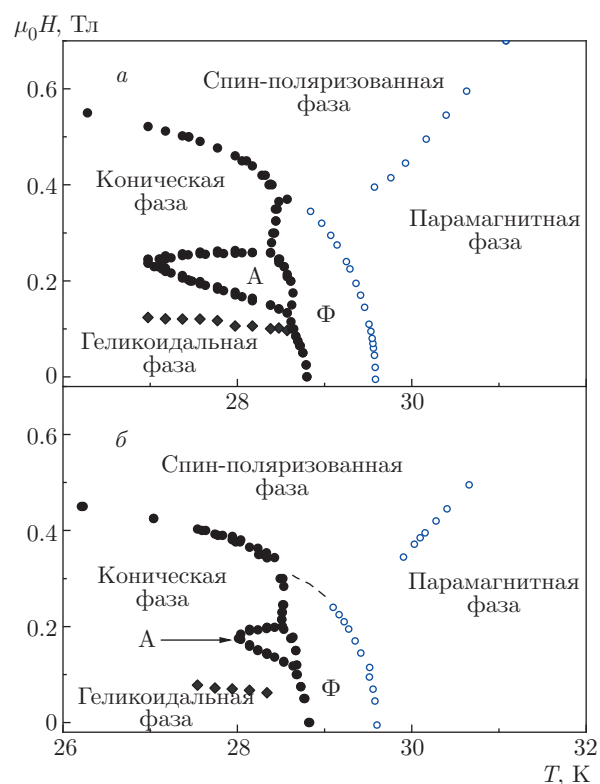 μ₀H, Тл
а
Спин-поляризованная
фаза
0.6
Коническая
фаза
0.4
Парамагнитная
фаза
А
0.2
Ф
Геликоидальная
фаза
0
28
30
0.6
б
Спин-поляризованная
фаза
0.4
Коническая
фаза
Парамагнитная
фаза
0.2
А
Ф
Геликоидальная
фаза
0
26
28
30
32
T, К